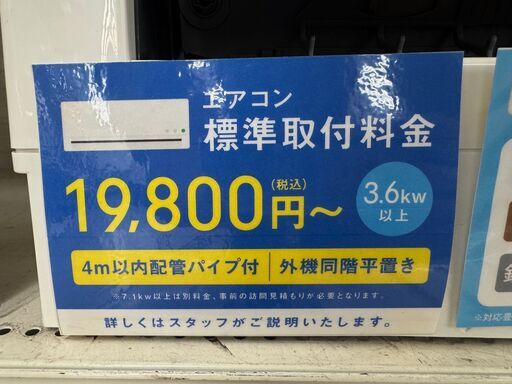 エアコン
標準取付料金
19,800円(税込)～
3.6kw
以上
4m以内配管パイプ付 外機同階平置き
※7.1kw以上は別料金、事前の訪問見積もりが必要となります。
詳しくはスタッフがご説明いたします。
※対応畳